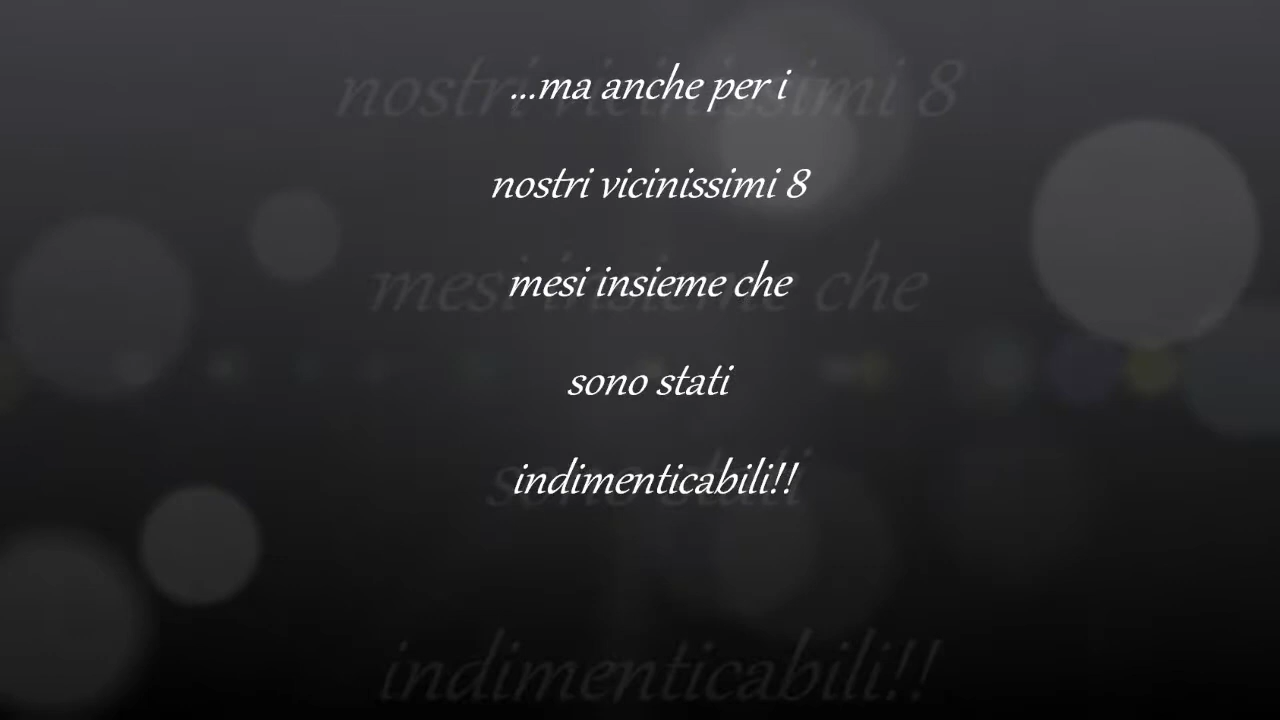 ...ma anche per i
nostri vicinissimi 8
mesi insieme che
sono stati
indimenticabili!!